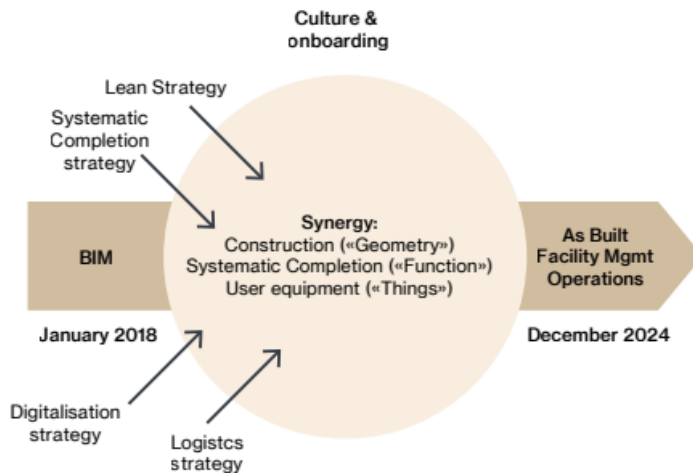 Culture &
onboarding
Lean Strategy
Systematic
Completion
strategy
Synergy:
Construction («Geometry»)
Systematic Completion («Function»)
User equipment («Things»)
BIM
As Built
Facility Mgmt
Operations
January 2018
December 2024
Digitalisation
strategy
Logistcs
strategy